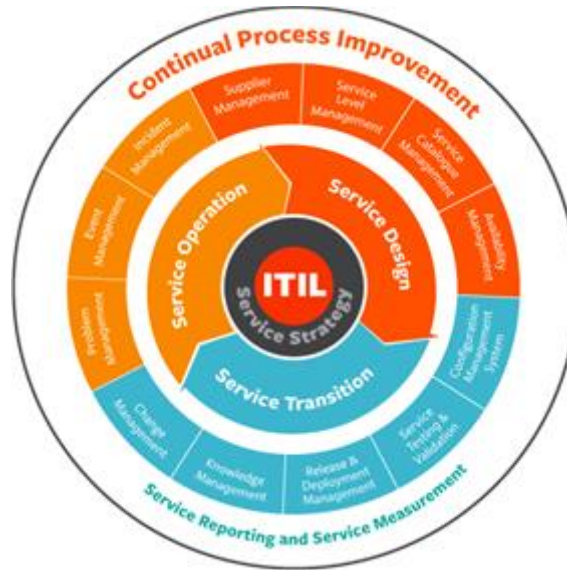 Continual Process Improvement
Supplier
Management
Service
Level
Management
Service
Catalogue
Management
Availability
Management
Configuration
Management
System
Service
Testing &
Validation
Release &
Deployment
Management
Knowledge
Management
Change
Management
Problem
Management
Event
Management
Incident
Management
Service Design
Service Transition
Service Operation
ITIL
Service Strategy
Service Reporting and Service Measurement